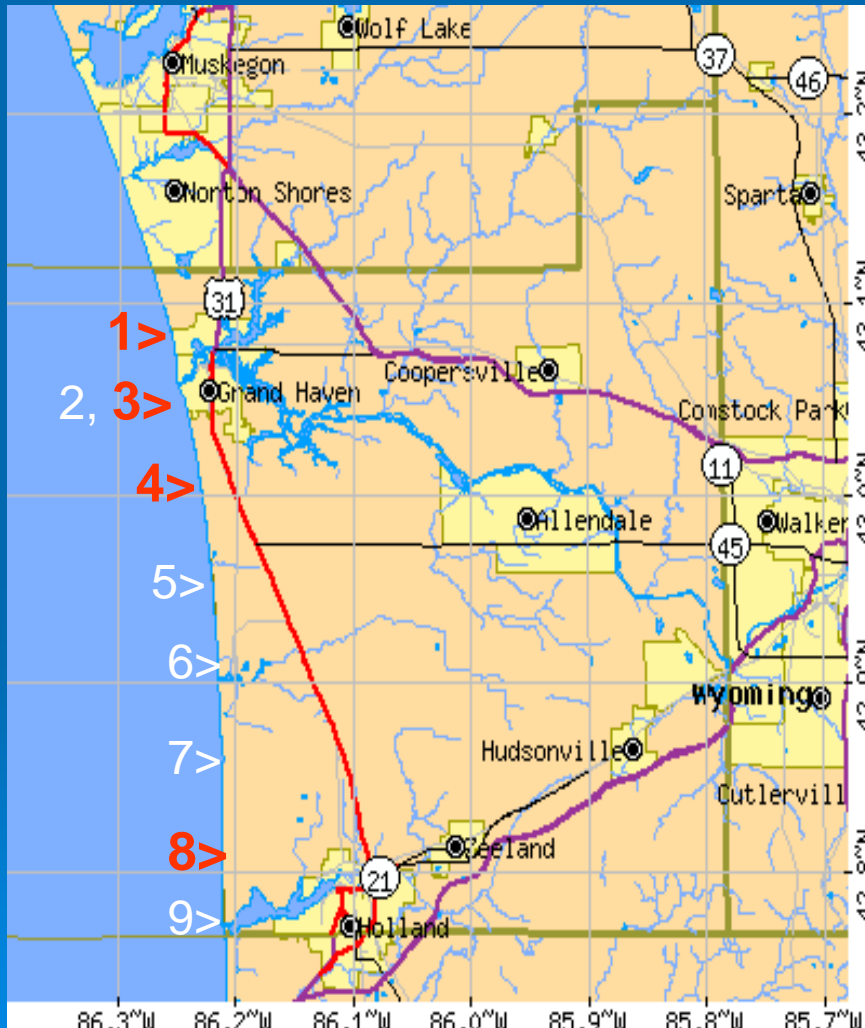 Wolf Lake
37
Muskegon
46
Norton Shores
Sparta
31
1>
Coopersville
2, 3>
Grand Haven
Comstock Park
11
4>
Allendale
Walker
45
5>
6>
Wyoming
7>
Hudsonville
Cutlervill
8>
Zeeland
21
9>
Holland
86.3°W 86.2°W 86.1°W 86.0°W 85.9°W 85.8°W 85.7°W